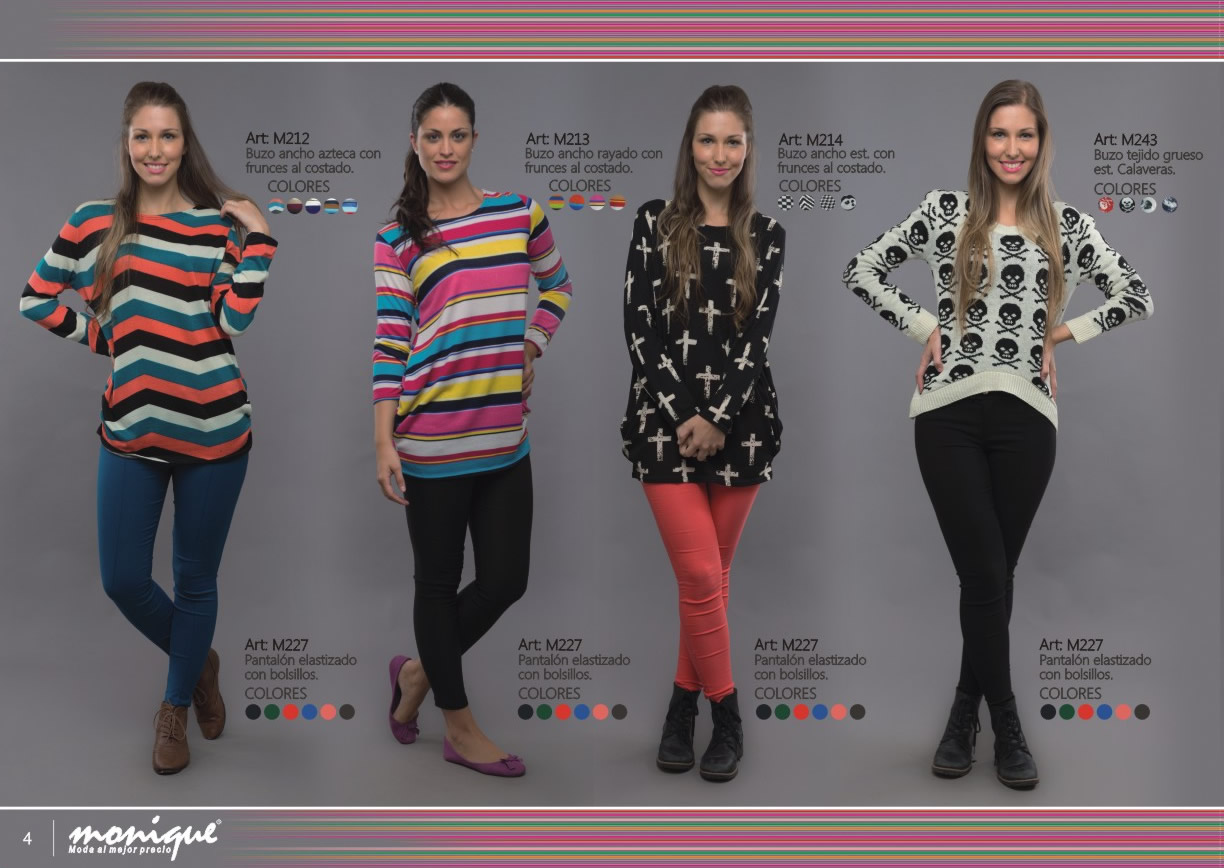 Art: M212
Buzo ancho azteca con
frunces al costado.
COLORES
Art: M213
Buzo ancho rayado con
frunces al costado.
COLORES
Art: M214
Buzo ancho est. con
frunces al costado.
COLORES
Art: M243
Buzo tejido grueso
est. Calaveras.
COLORES
Art: M227
Pantalón elastizado
con bolsillos.
COLORES
Art: M227
Pantalón elastizado
con bolsillos.
COLORES
Art: M227
Pantalón elastizado
con bolsillos.
COLORES
Art: M227
Pantalón elastizado
con bolsillos.
COLORES
4
monique®
Moda al mejor precio